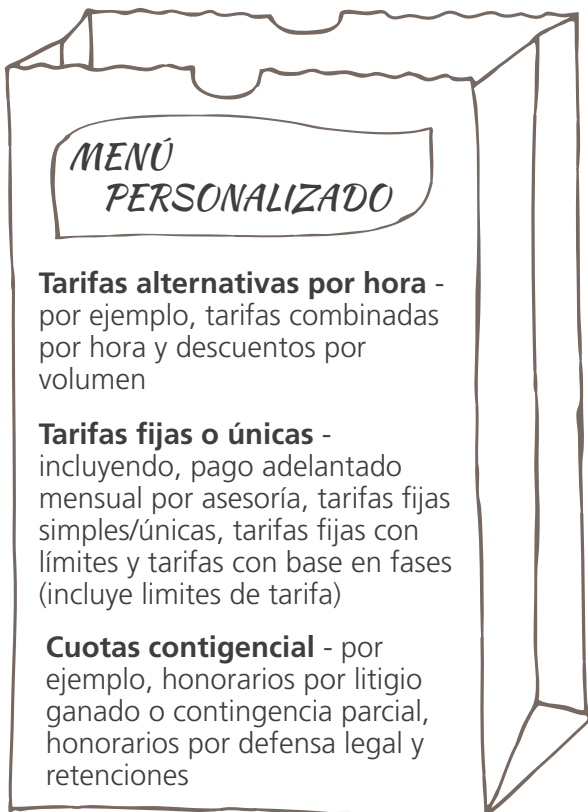 MENÚ
PERSONALIZADO
Tarifas alternativas por hora -
por ejemplo, tarifas combinadas
por hora y descuentos por
volumen
Tarifas fijas o únicas -
incluyendo, pago adelantado
mensual por asesoría, tarifas fijas
simples/únicas, tarifas fijas con
límites y tarifas con base en fases
(incluye limites de tarifa)
Cuotas contigencial - por
ejemplo, honorarios por litigio
ganado o contingencia parcial,
honorarios por defensa legal y
retenciones